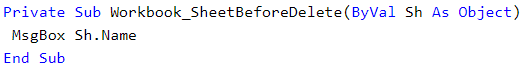 Private Sub Workbook_SheetBeforeDelete(ByVal Sh As Object)
 MsgBox Sh.Name
End Sub